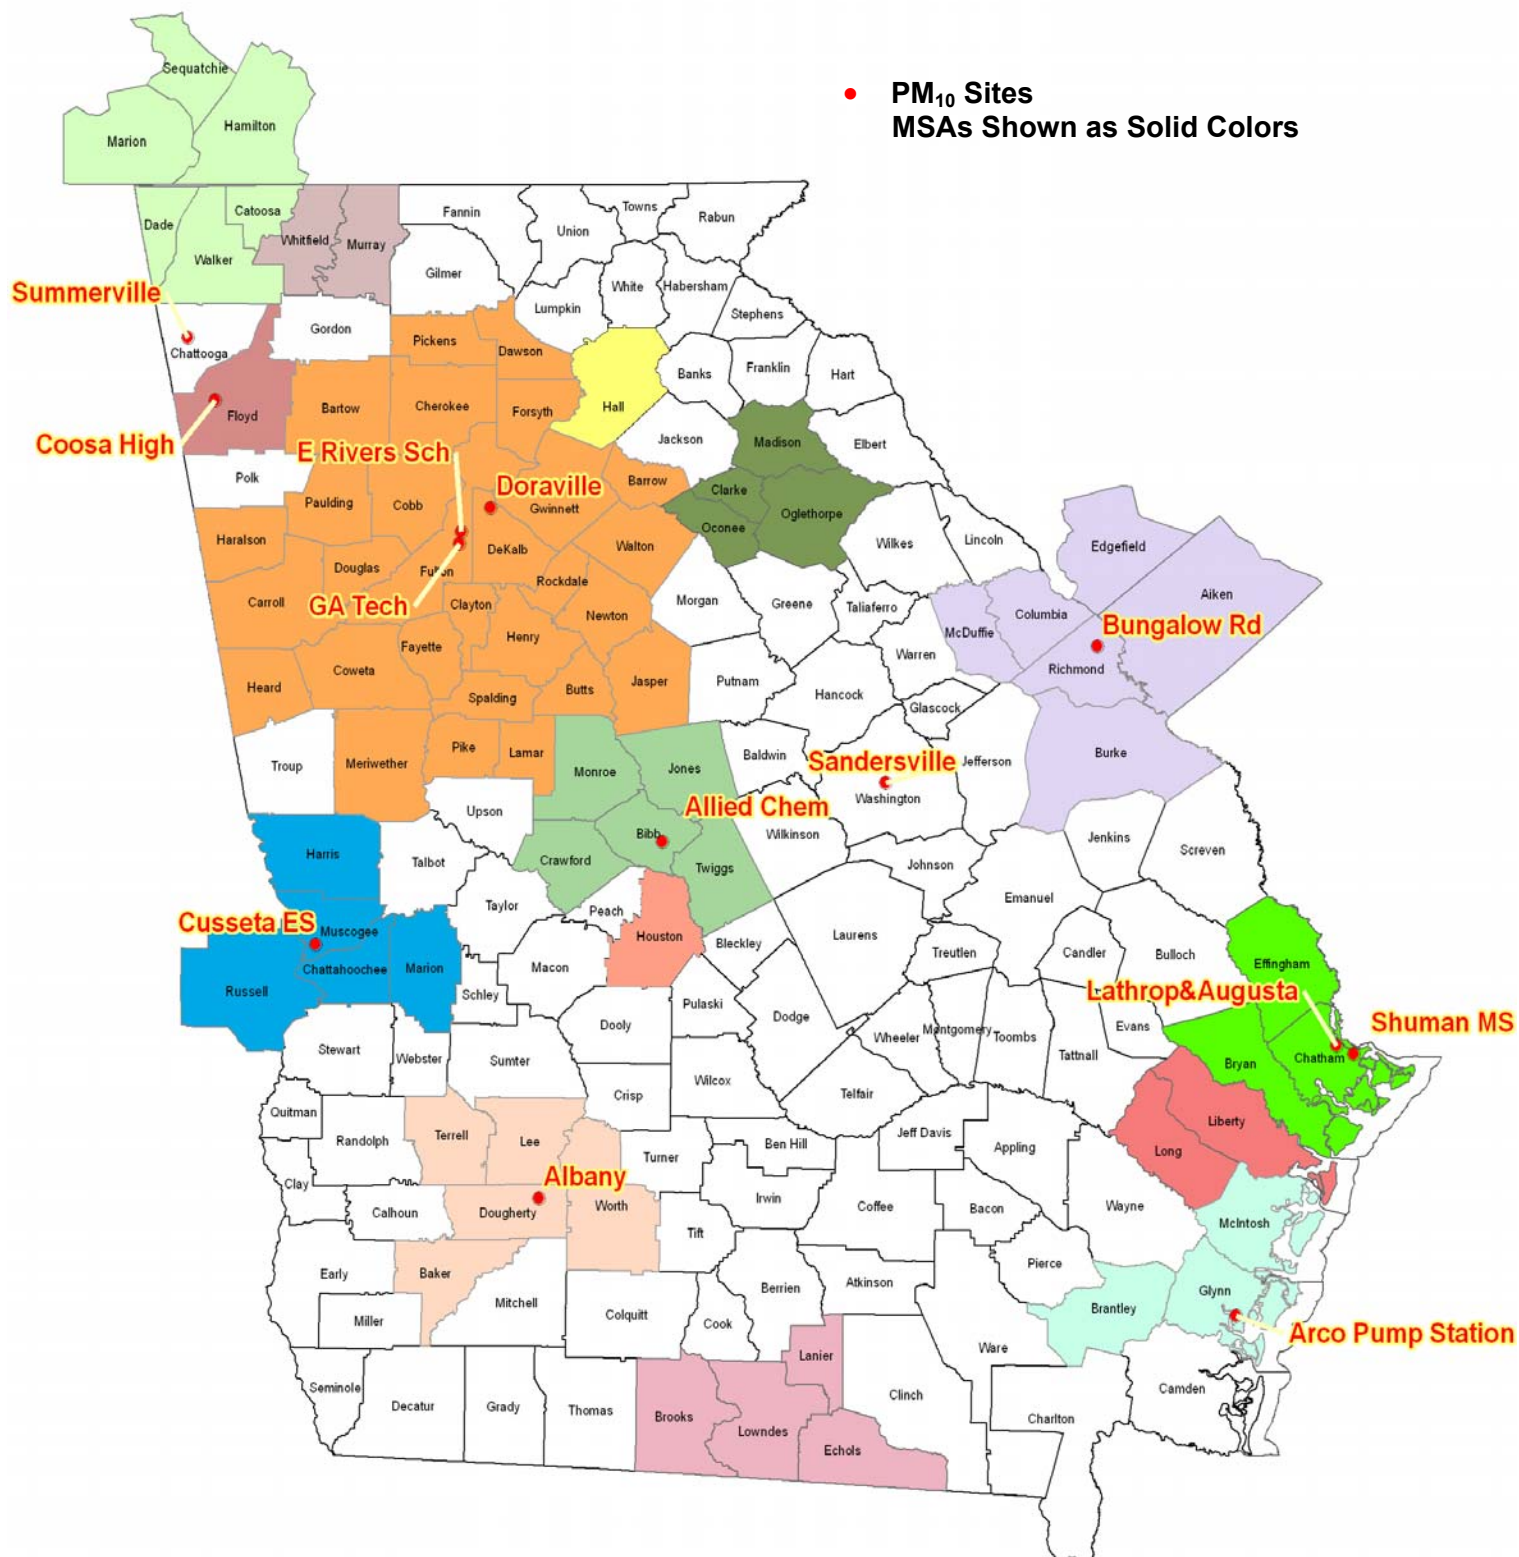 PM₁₀ Sites
MSAs Shown as Solid Colors
Sequatchie
Marion
Hamilton
Dade
Catoosa
Walker
Whitfield
Murray
Fannin
Union
Towns
Rabun
Gilmer
White
Habersham
Summerville
Lumpkin
Stephens
Chattooga
Gordon
Pickens
Dawson
Banks
Franklin
Hart
Floyd
Bartow
Cherokee
Forsyth
Hall
Coosa High
E Rivers Sch
Jackson
Madison
Elbert
Polk
Doraville
Barrow
Clarke
Paulding
Cobb
Gwinnett
Oglethorpe
Oconee
Haralson
DeKalb
Walton
Wilkes
Lincoln
Edgefield
Douglas
Fulton
Rockdale
Aiken
Carroll
GA Tech
Clayton
Newton
Morgan
Greene
Taliaferro
Columbia
McDuffie
Bungalow Rd
Fayette
Henry
Warren
Richmond
Coweta
Heard
Spalding
Butts
Jasper
Putnam
Hancock
Glascock
Troup
Meriwether
Pike
Lamar
Monroe
Jones
Baldwin
Sandersville
Jefferson
Burke
Washington
Upson
Allied Chem
Bibb
Wilkinson
Jenkins
Screven
Harris
Talbot
Crawford
Twiggs
Johnson
Emanuel
Taylor
Peach
Cusseta ES
Muscogee
Houston
Bleckley
Laurens
Treutlen
Candler
Bulloch
Effingham
Russell
Chattahoochee
Marion
Macon
Schley
Pulaski
Lathrop&Augusta
Shuman MS
Dooly
Dodge
Wheeler
Montgomery
Toombs
Evans
Tattnall
Bryan
Chatham
Stewart
Webster
Sumter
Crisp
Wilcox
Telfair
Quitman
Randolph
Terrell
Lee
Turner
Ben Hill
Jeff Davis
Appling
Liberty
Long
Clay
Albany
Calhoun
Dougherty
Worth
Irwin
Coffee
Bacon
Wayne
Tift
McIntosh
Early
Baker
Mitchell
Berrien
Atkinson
Pierce
Glynn
Miller
Colquitt
Cook
Brantley
Arco Pump Station
Ware
Lanier
Seminole
Decatur
Grady
Thomas
Brooks
Lowndes
Echols
Clinch
Charlton
Camden